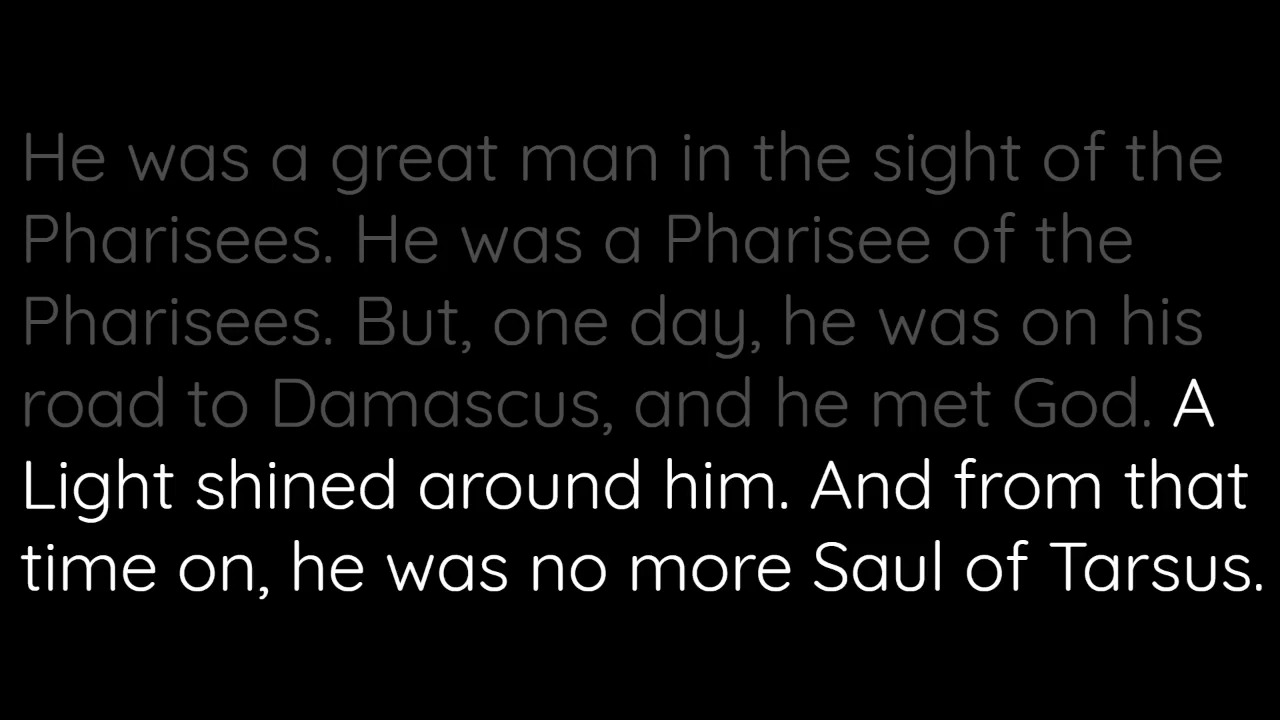 He was a great man in the sight of the
Pharisees. He was a Pharisee of the
Pharisees. But, one day, he was on his
road to Damascus, and he met God. A
Light shined around him. And from that
time on, he was no more Saul of Tarsus.